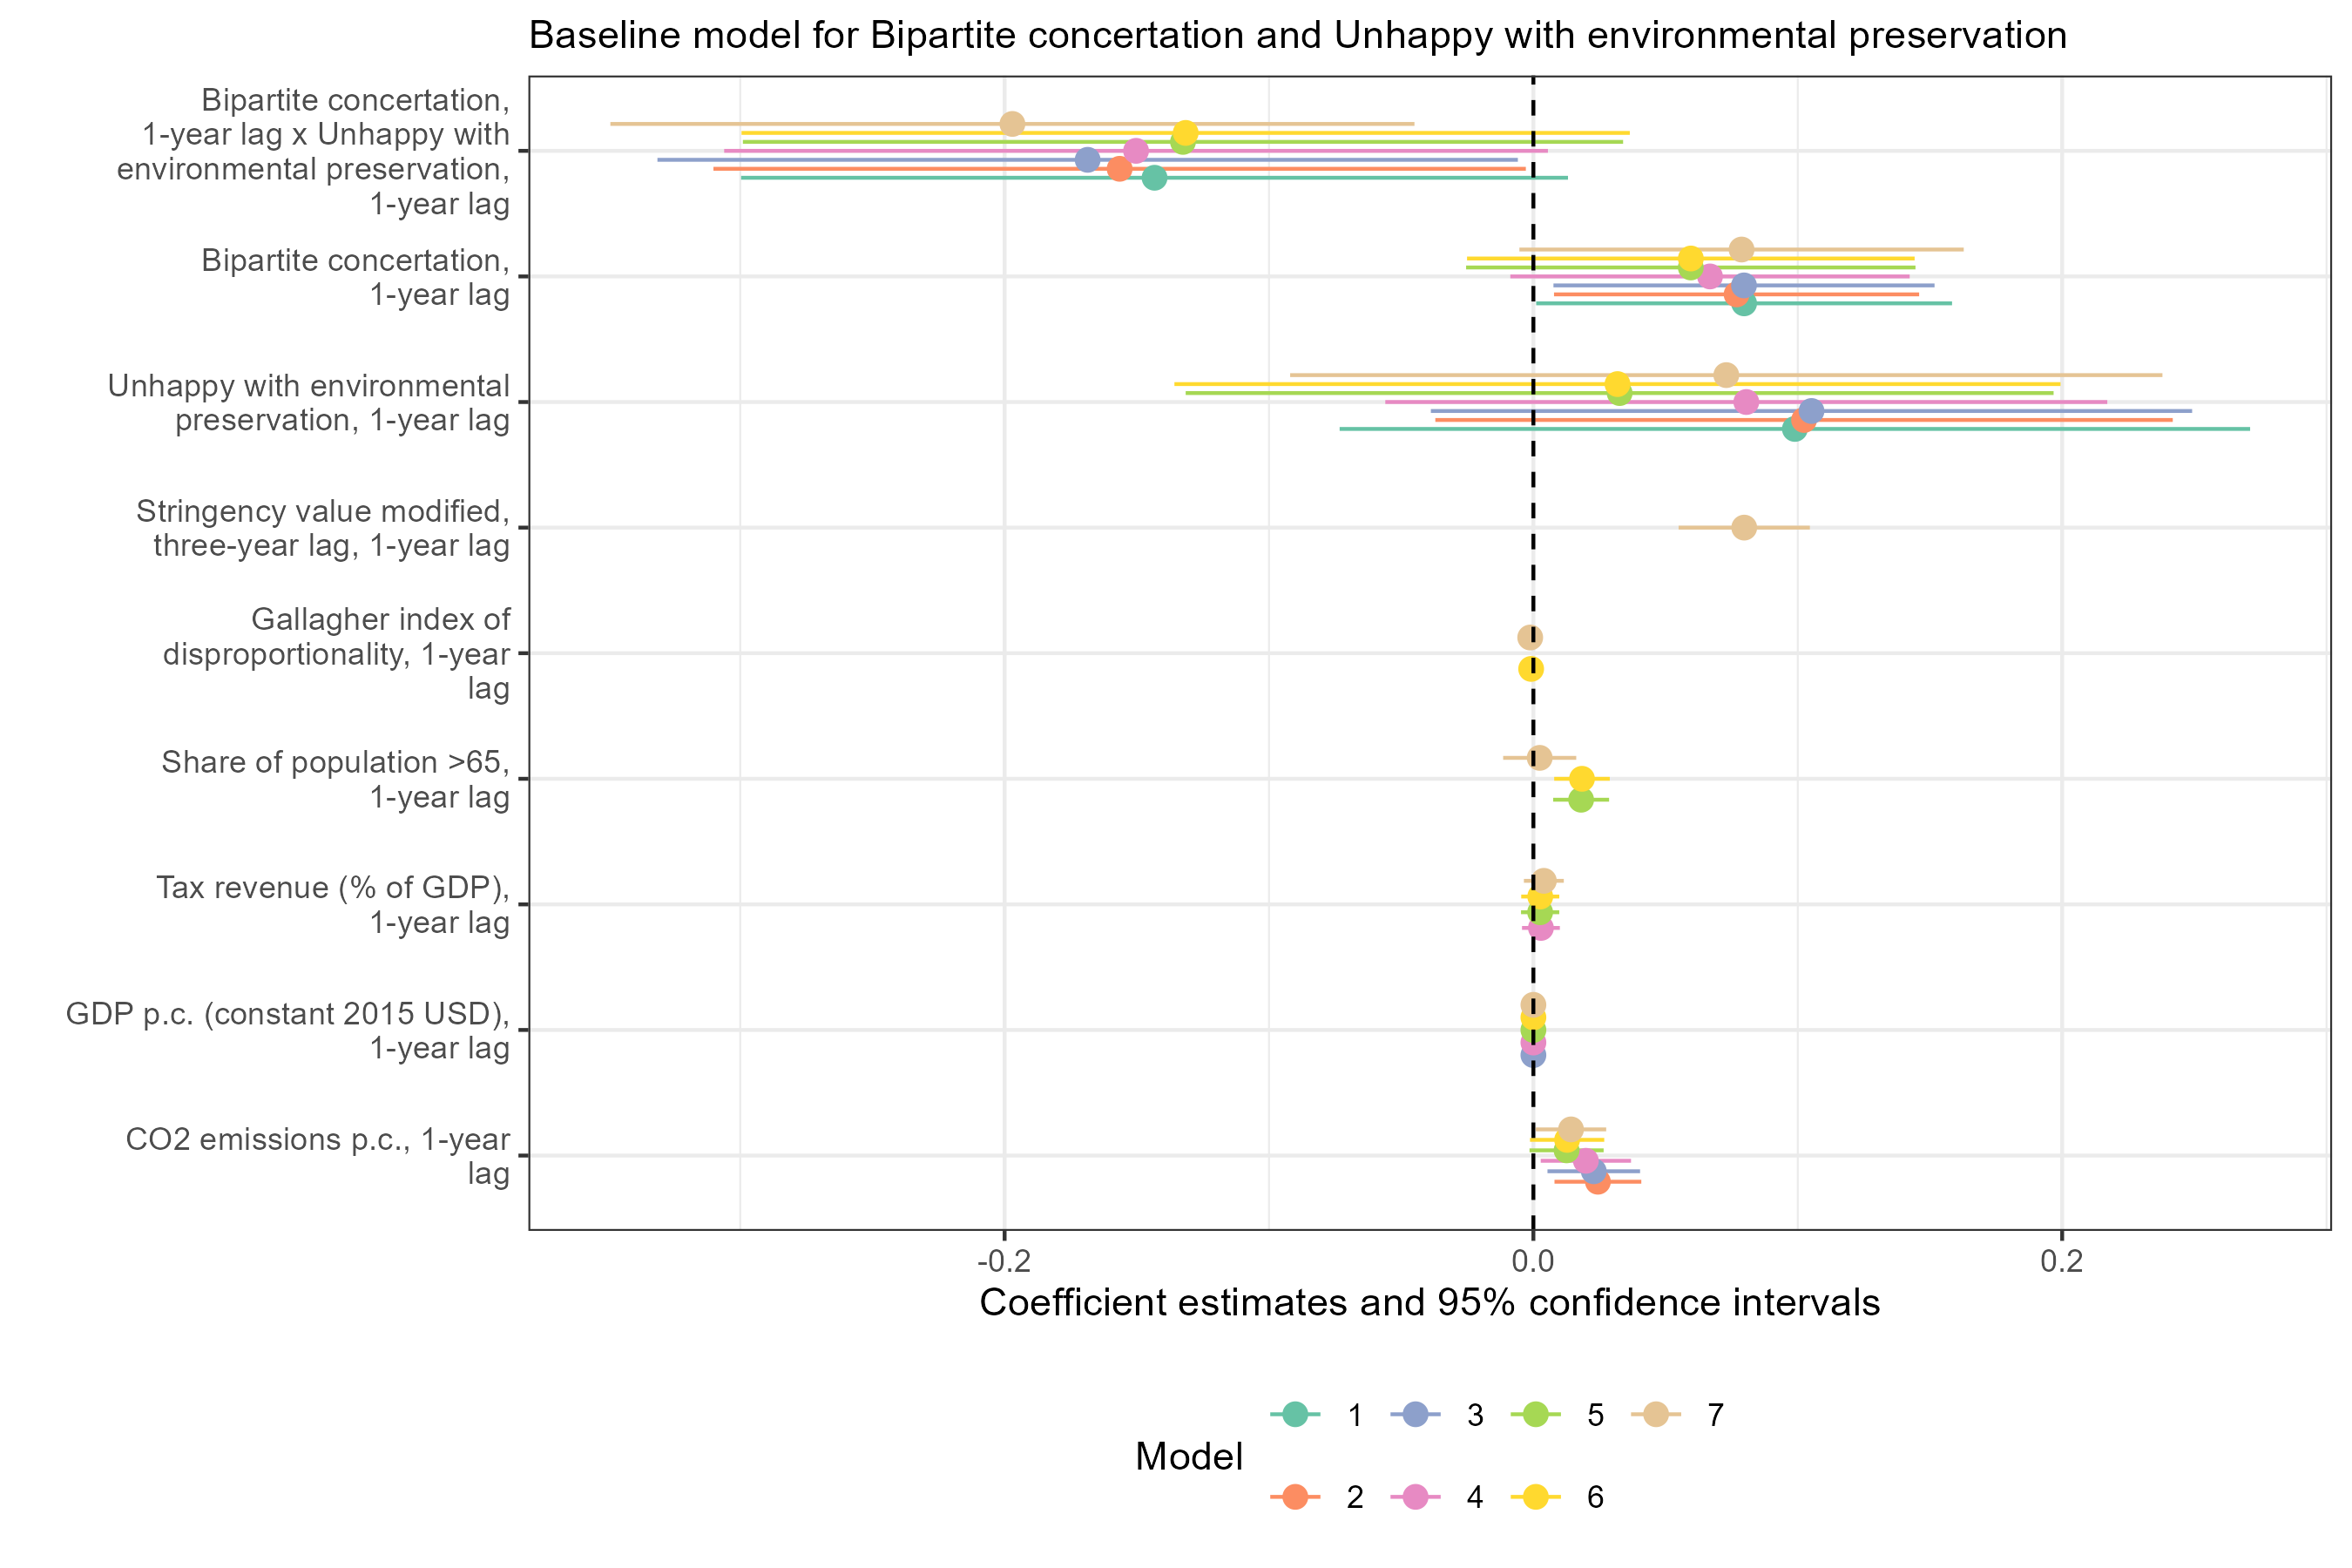 Baseline model for Bipartite concertation and Unhappy with environmental preservation
Bipartite concertation,
1-year lag x Unhappy with
environmental preservation,
1-year lag
Bipartite concertation,
1-year lag
Unhappy with environmental
preservation, 1-year lag
Stringency value modified,
three-year lag, 1-year lag
Gallagher index of
disproportionality, 1-year
lag
Share of population >65,
1-year lag
Tax revenue (% of GDP),
1-year lag
GDP p.c. (constant 2015 USD),
1-year lag
CO2 emissions p.c., 1-year
lag
-0.2 0.0 0.2
Coefficient estimates and 95% confidence intervals
Model
1 3 5 7
2 4 6